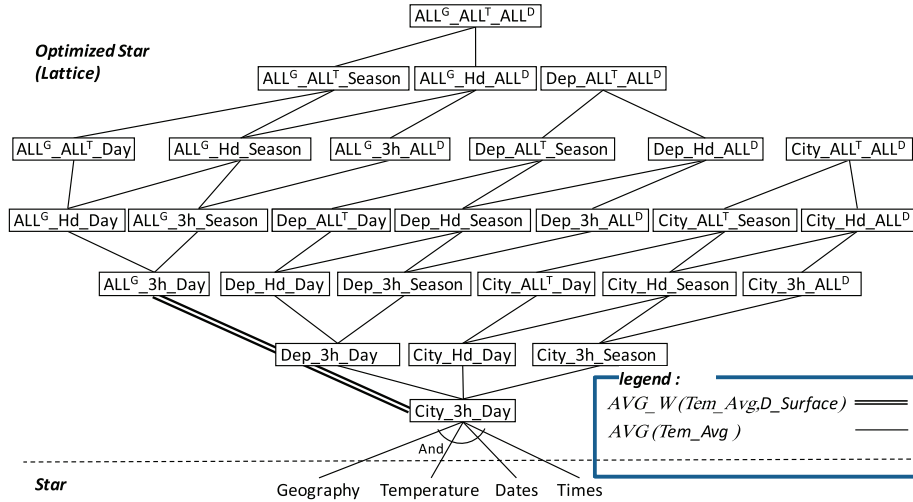 ALLᴳ_ALLᵀ_ALLᴰ
Optimized Star
(Lattice)
ALLᴳ_ALLᵀ_Season ALLᴳ_Hd_ALLᴰ Dep_ALLᵀ_ALLᴰ
ALLᴳ_ALLᵀ_Day ALLᴳ_Hd_Season ALLᴳ_3h_ALLᴰ Dep_ALLᵀ_Season Dep_Hd_ALLᴰ City_ALLᵀ_ALLᴰ
ALLᴳ_Hd_Day ALLᴳ_3h_Season Dep_ALLᵀ_Day Dep_Hd_Season Dep_3h_ALLᴰ City_ALLᵀ_Season City_Hd_ALLᴰ
ALLᴳ_3h_Day Dep_Hd_Day Dep_3h_Season City_ALLᵀ_Day City_Hd_Season City_3h_ALLᴰ
Dep_3h_Day City_Hd_Day City_3h_Season
legend :
AVG_W(Tem_Avg,D_Surface)
AVG(Tem_Avg )
City_3h_Day
And
Star
Geography Temperature Dates Times